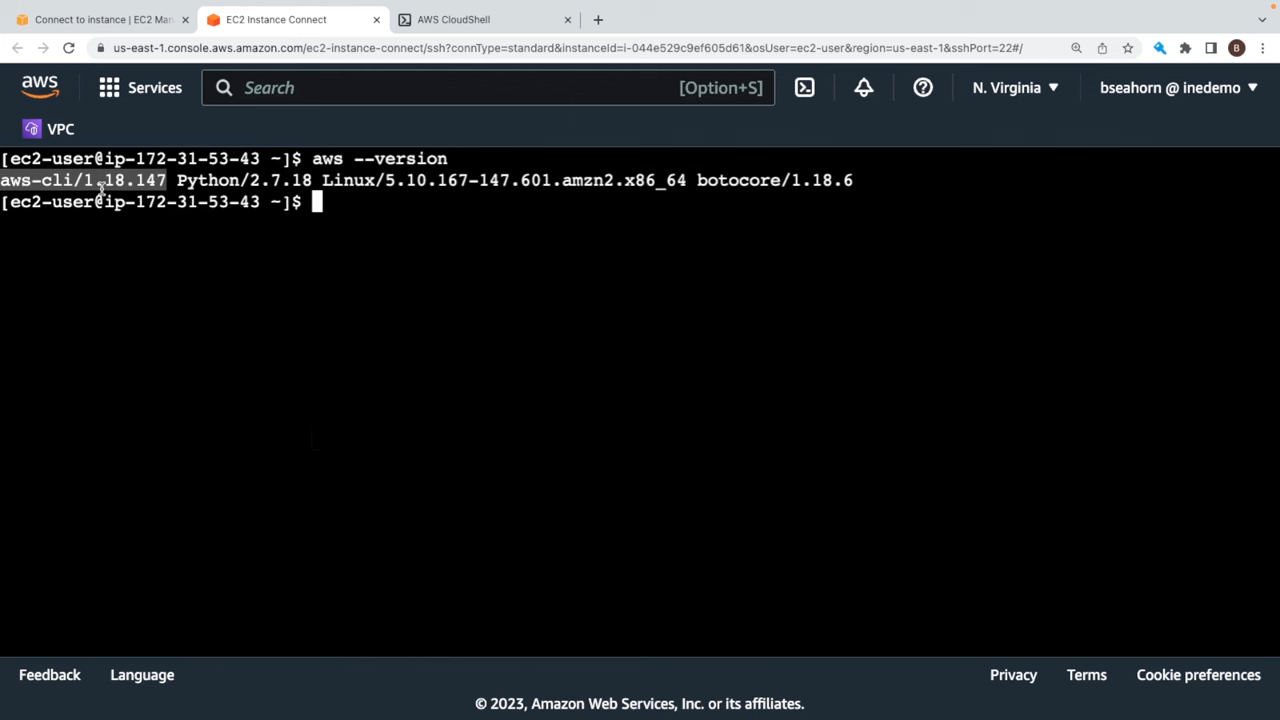 Connect to instance | EC2 Man
EC2 Instance Connect
AWS CloudShell
us-east-1.console.aws.amazon.com/ec2-instance-connect/ssh?connType=standard&instanceId=i-044e529c9ef605d61&osUser=ec2-user&region=us-east-1&sshPort=22#/
B
aws
Services
Search
[Option+S]
N. Virginia
bseahorn @ inedemo
VPC
[ec2-user@ip-172-31-53-43 ~]$ aws --version
aws-cli/1.18.147 Python/2.7.18 Linux/5.10.167-147.601.amzn2.x86_64 botocore/1.18.6
[ec2-user@ip-172-31-53-43 ~]$
Feedback
Language
Privacy
Terms
Cookie preferences
© 2023, Amazon Web Services, Inc. or its affiliates.